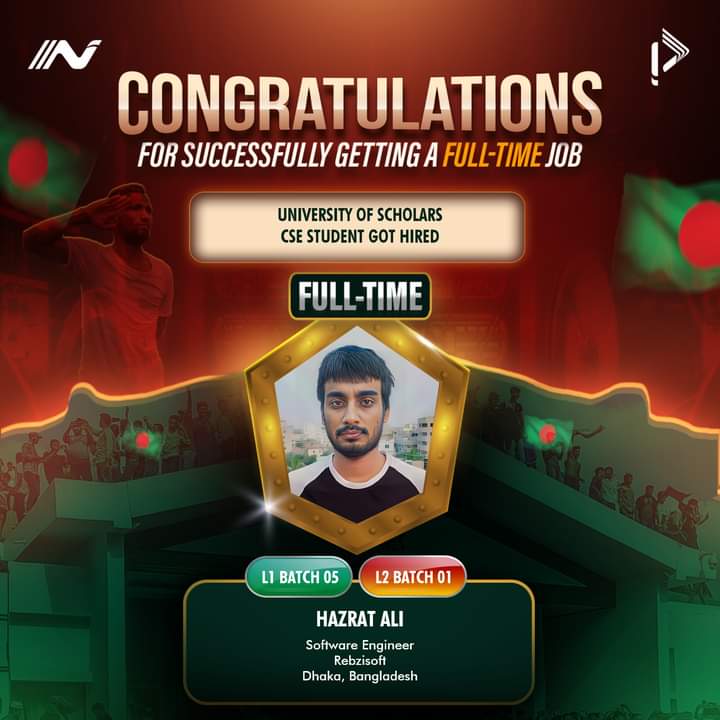 CONGRATULATIONS
FOR SUCCESSFULLY GETTING A FULL-TIME JOB
UNIVERSITY OF SCHOLARS
CSE STUDENT GOT HIRED
FULL-TIME
L1 BATCH 05
L2 BATCH 01
HAZRAT ALI
Software Engineer
Rebzisoft
Dhaka, Bangladesh